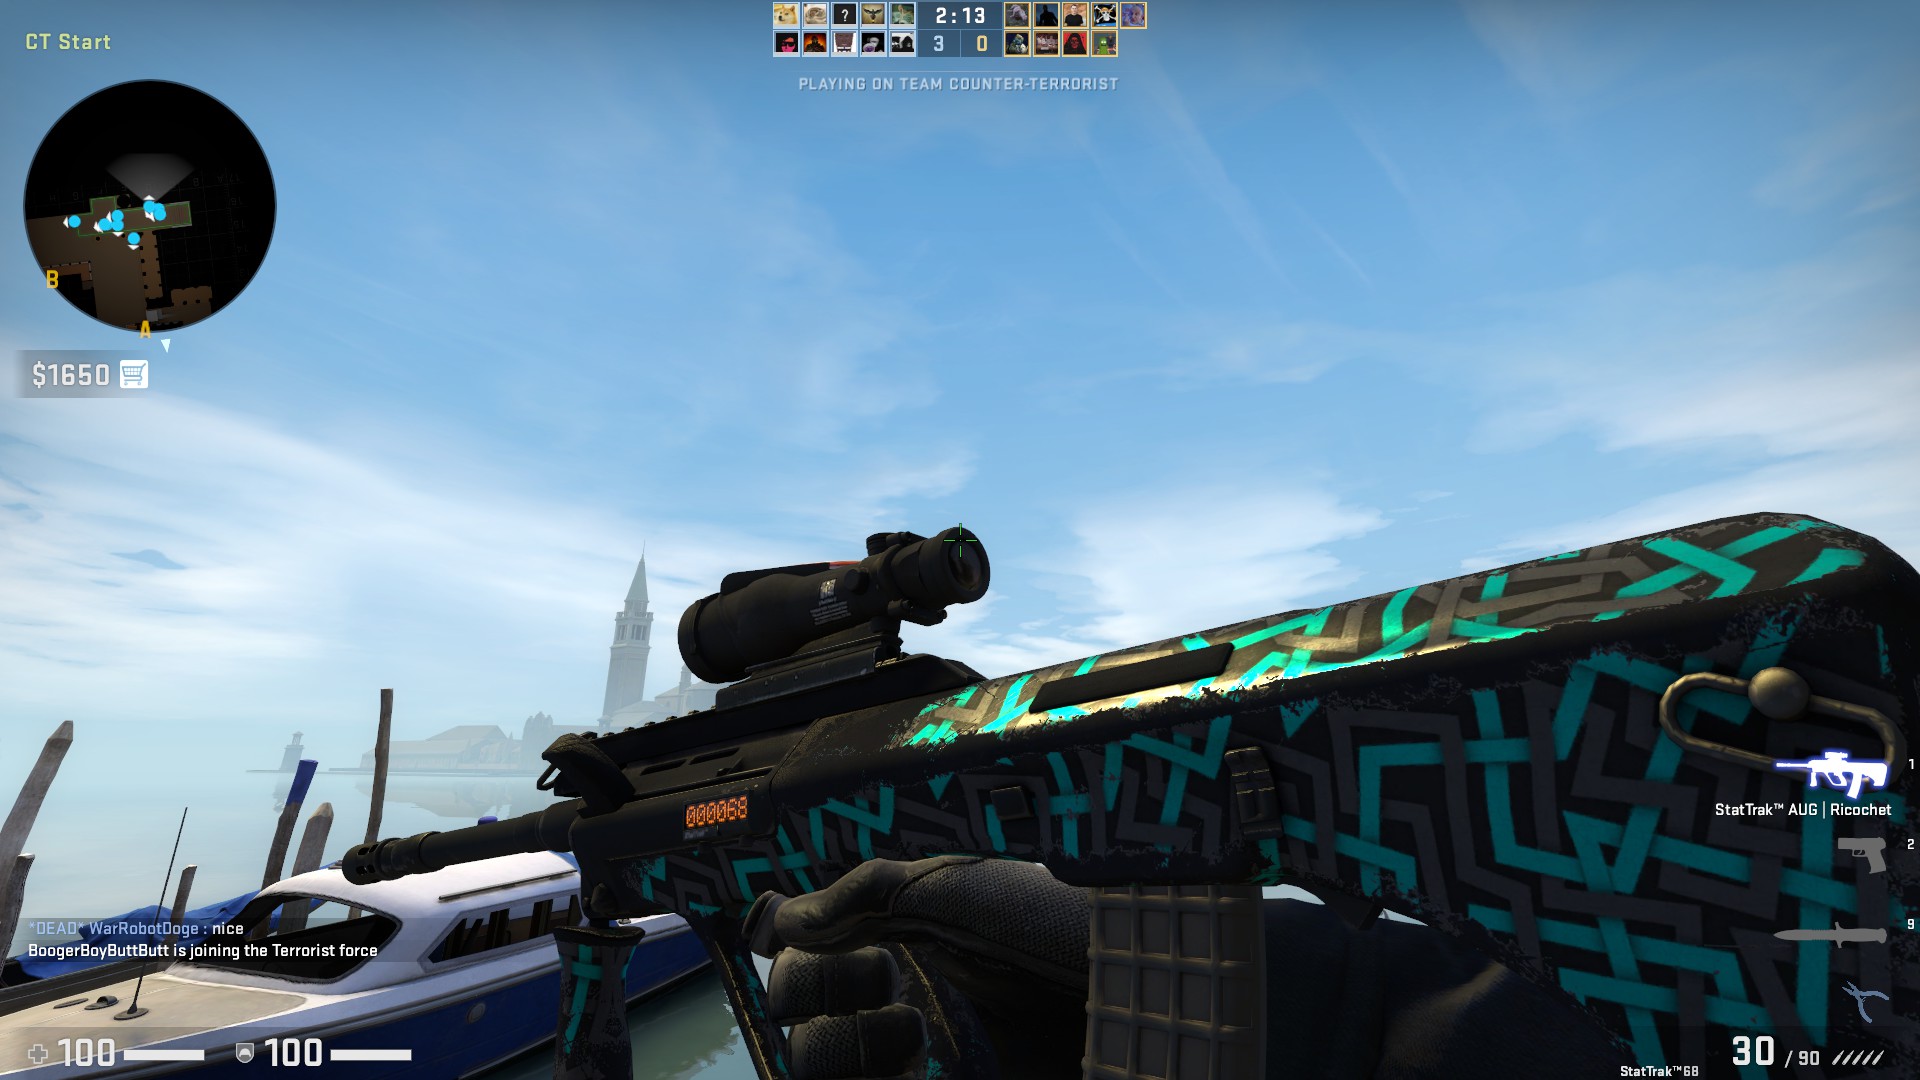 CT Start
2:13
?
3 0
PLAYING ON TEAM COUNTER-TERRORIST
B
A
$1650
000068
1
StatTrak™ AUG | Ricochet
2
9
*DEAD* WarRobotDoge : nice
BoogerBoyButtButt is joining the Terrorist force
100 100
30 / 90
StatTrak™68